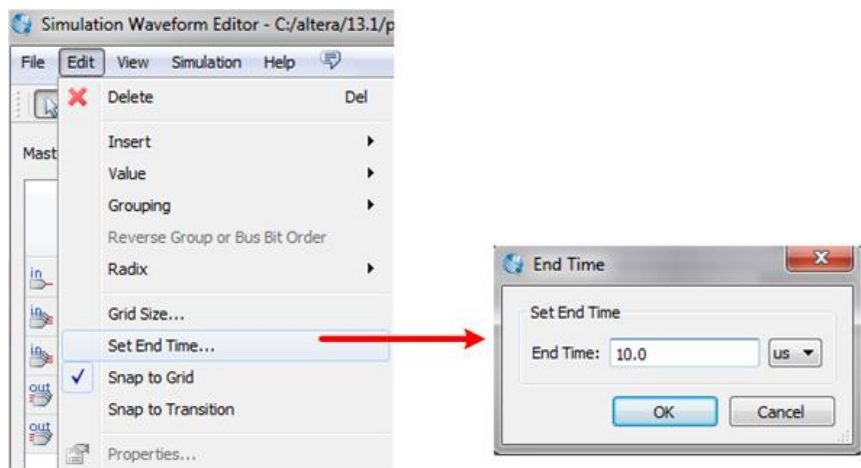 Simulation Waveform Editor - C:/altera/13.1/p
File Edit View Simulation Help
Delete Del
Mast
Insert
Value
Grouping
Reverse Group or Bus Bit Order
Radix
in
Grid Size...
in
Set End Time...
in
Snap to Grid
out
Snap to Transition
out
Properties...
End Time
Set End Time
End Time: 10.0 us
OK Cancel